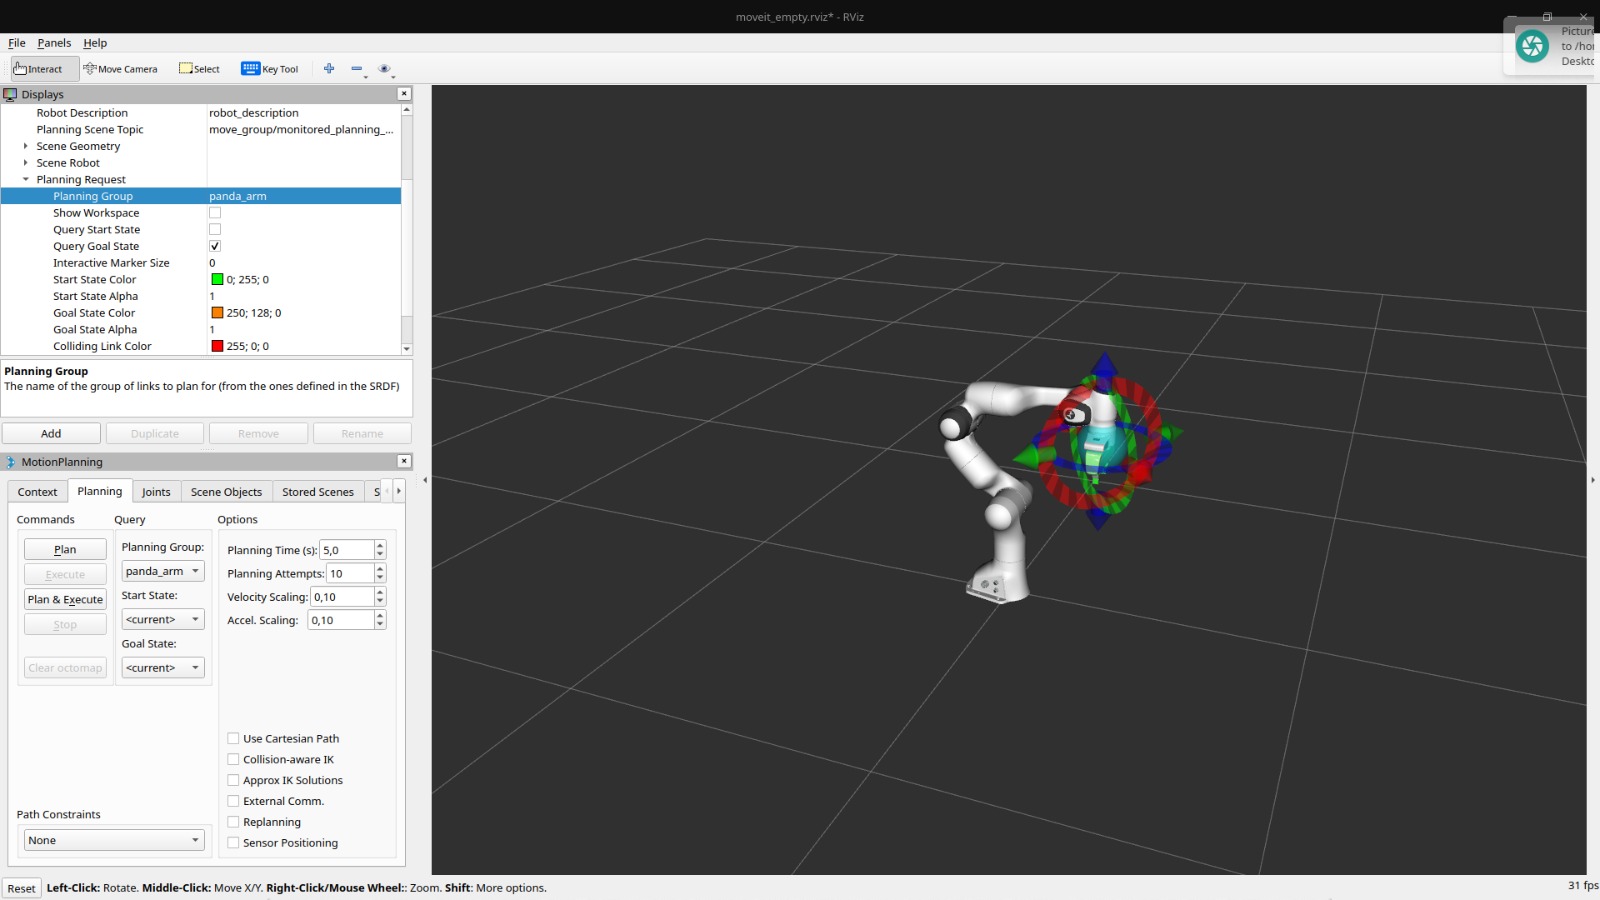 moveit_empty.rviz* - RViz
File Panels Help
Interact Move Camera Select Key Tool
Displays
Robot Description robot_description
Planning Scene Topic move_group/monitored_planning_...
Scene Geometry
Scene Robot
Planning Request
Planning Group panda_arm
Show Workspace
Query Start State
Query Goal State
Interactive Marker Size 0
Start State Color 0; 255; 0
Start State Alpha 1
Goal State Color 250; 128; 0
Goal State Alpha 1
Colliding Link Color 255; 0; 0
Planning Group
The name of the group of links to plan for (from the ones defined in the SRDF)
Add Duplicate Remove Rename
MotionPlanning
Context Planning Joints Scene Objects Stored Scenes S
Commands Query Options
Plan
Execute
Plan & Execute
Stop
Clear octomap
Planning Group:
panda_arm
Start State:
<current>
Goal State:
<current>
Planning Time (s): 5,0
Planning Attempts: 10
Velocity Scaling: 0,10
Accel. Scaling: 0,10
Use Cartesian Path
Collision-aware IK
Approx IK Solutions
External Comm.
Replanning
Sensor Positioning
Path Constraints
None
Reset Left-Click: Rotate. Middle-Click: Move X/Y. Right-Click/Mouse Wheel:: Zoom. Shift: More options.
31 fps